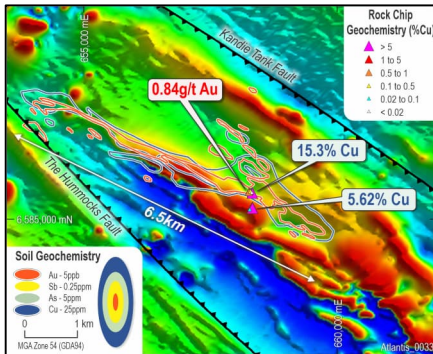 655,000 mE
Kandie Tank Fault
Rock Chip
Geochemistry (%Cu)
> 5
1 to 5
0.5 to 1
0.1 to 0.5
0.02 to 0.1
< 0.02
0.84g/t Au
15.3% Cu
5.62% Cu
The Hummocks Fault
6 585,000 mN
6.5km
Soil Geochemistry
Au - 5ppb
Sb - 0.25ppm
As - 5ppm
Cu - 25ppm
0 1
km
MGA Zone 54 (GDA94)
660,000 mE
Atlantis_0033